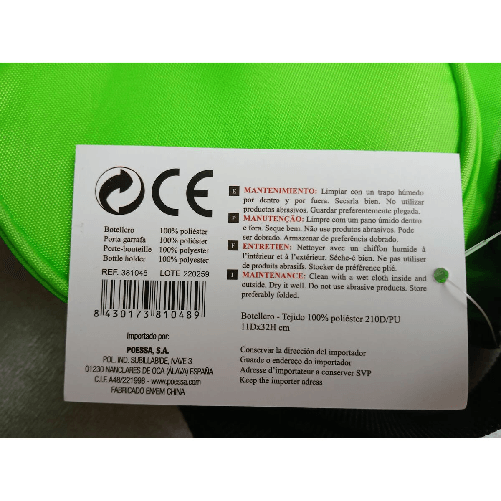 CE
Botellero 100% poliéster
Porta garrafa 100% poliéster
Porte-bouteille 100% polyester
Bottle holder 100% polyester
REF. 381045 LOTE 220259
8 430173 810489
Importado por:
POESSA, S.A.
POL. IND. SUBILLABIDE, NAVE 3
01230 NANCLARES DE OCA (ÁLAVA) ESPAÑA
C.I.F. A48/221998 - www.poessa.com
FABRICADO EN/EM CHINA
E MANTENIMIENTO: Limpiar con un trapo húmedo
por dentro y por fuera. Secarla bien. No utilizar
productos abrasivos. Guardar preferentemente plegada.
P MANUTENÇÃO: Limpre com um pano úmido dentro
e fora. Seque bem. Não use produtos abrasivos. Pode
ser dobrado. Armazenar de preferência dobrado.
F ENTRETIEN: Nettoyer avec un chiffon humide à
l'intérieur et à l'extérieur. Séche-ó bien. Ne pas utiliser
de produits abrasifs. Stocker de préférence plié.
MAINTENANCE: Clean with a wet cloth inside and
outside. Dry it well. Do not use abrasive products. Store
preferably folded.
Botellero - Tejido 100% poliéster 210D/PU
11Dx32H cm
Conservar la dirección del importador
Guarde o endereço do importador
Adresse d'importateur a conserver SVP
Keep the importer adress